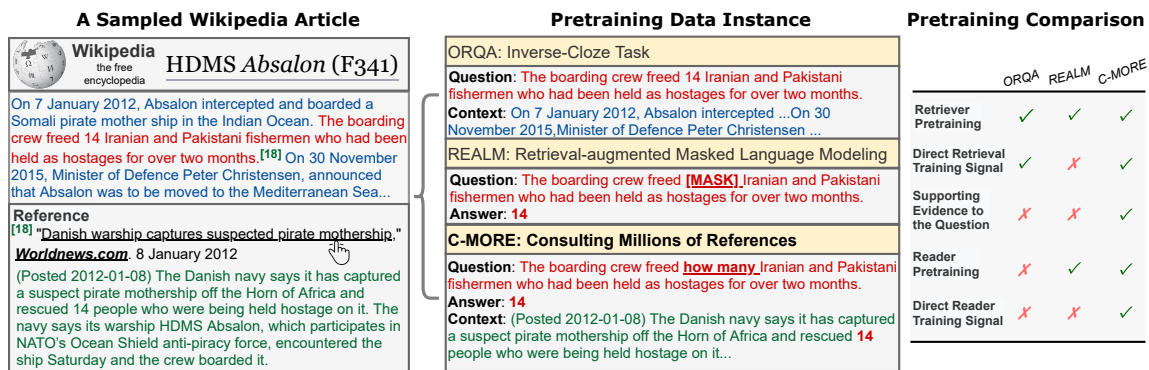 A Sampled Wikipedia Article
Wikipedia
the free
encyclopedia
HDMS Absalon (F341)
On 7 January 2012, Absalon intercepted and boarded a
Somali pirate mother ship in the Indian Ocean. The boarding
crew freed 14 Iranian and Pakistani fishermen who had been
held as hostages for over two months.[18] On 30 November
2015, Minister of Defence Peter Christensen, announced
that Absalon was to be moved to the Mediterranean Sea...
Reference
[18] "Danish warship captures suspected pirate mothership,"
Worldnews.com. 8 January 2012
(Posted 2012-01-08) The Danish navy says it has captured
a suspect pirate mothership off the Horn of Africa and
rescued 14 people who were being held hostage on it. The
navy says its warship HDMS Absalon, which participates in
NATO's Ocean Shield anti-piracy force, encountered the
ship Saturday and the crew boarded it.
Pretraining Data Instance
ORQA: Inverse-Cloze Task
Question: The boarding crew freed 14 Iranian and Pakistani
fishermen who had been held as hostages for over two months.
Context: On 7 January 2012, Absalon intercepted ...On 30
November 2015,Minister of Defence Peter Christensen ...
REALM: Retrieval-augmented Masked Language Modeling
Question: The boarding crew freed [MASK] Iranian and Pakistani
fishermen who had been held as hostages for over two months.
Answer: 14
C-MORE: Consulting Millions of References
Question: The boarding crew freed how many Iranian and Pakistani
fishermen who had been held as hostages for over two months.
Answer: 14
Context: (Posted 2012-01-08) The Danish navy says it has captured
a suspect pirate mothership off the Horn of Africa and rescued 14
people who were being held hostage on it...
Pretraining Comparison
ORQA REALM C-MORE
Retriever
Pretraining
✓ ✓ ✓
Direct Retrieval
Training Signal
✓ ✗ ✓
Supporting
Evidence to
the Question
✗ ✗ ✓
Reader
Pretraining
✗ ✓ ✓
Direct Reader
Training Signal
✗ ✗ ✓